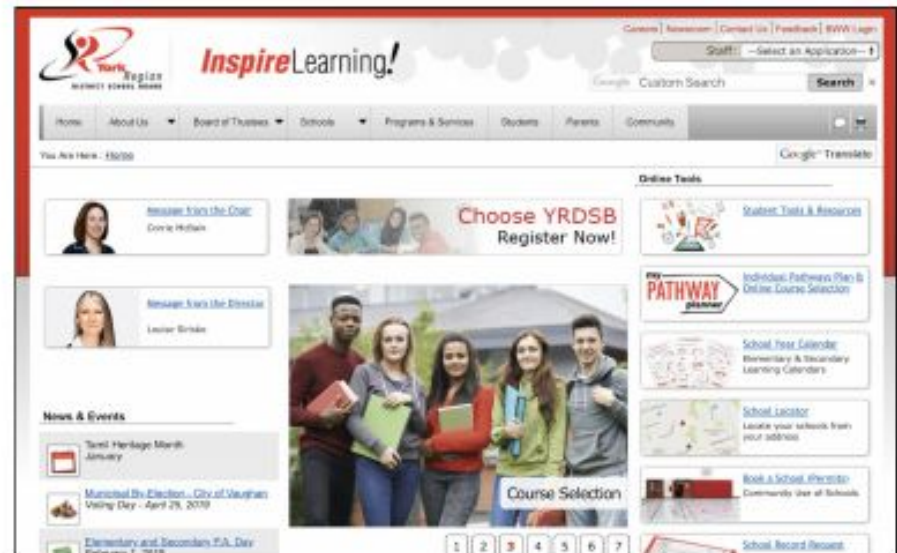 Careers | Newsroom | Contact Us | Feedback | BWW Login
York
Region
DISTRICT SCHOOL BOARD
InspireLearning!
Staff: --Select an Application--
Google Custom Search
Search
Home
About Us
Board of Trustees
Schools
Programs & Services
Students
Parents
Community
You Are Here : Home
Google Translate
Message from the Chair
Corrie McBain
Message from the Director
Louise Sirisko
News & Events
Tamil Heritage Month
January
Municipal By-Election - City of Vaughan
Voting Day - April 25, 2019
Elementary and Secondary P.A. Day
February 1, 2019
Choose YRDSB
Register Now!
Course Selection
1 2 3 4 5 6 7
Online Tools
Student Tools & Resources
my
PATHWAY
planner
Individual Pathways Plan &
Online Course Selection
School Year Calendar
Elementary & Secondary
Learning Calendars
School Locator
Locate your schools from
your address
Book a School (Permits)
Community Use of Schools
School Record Request